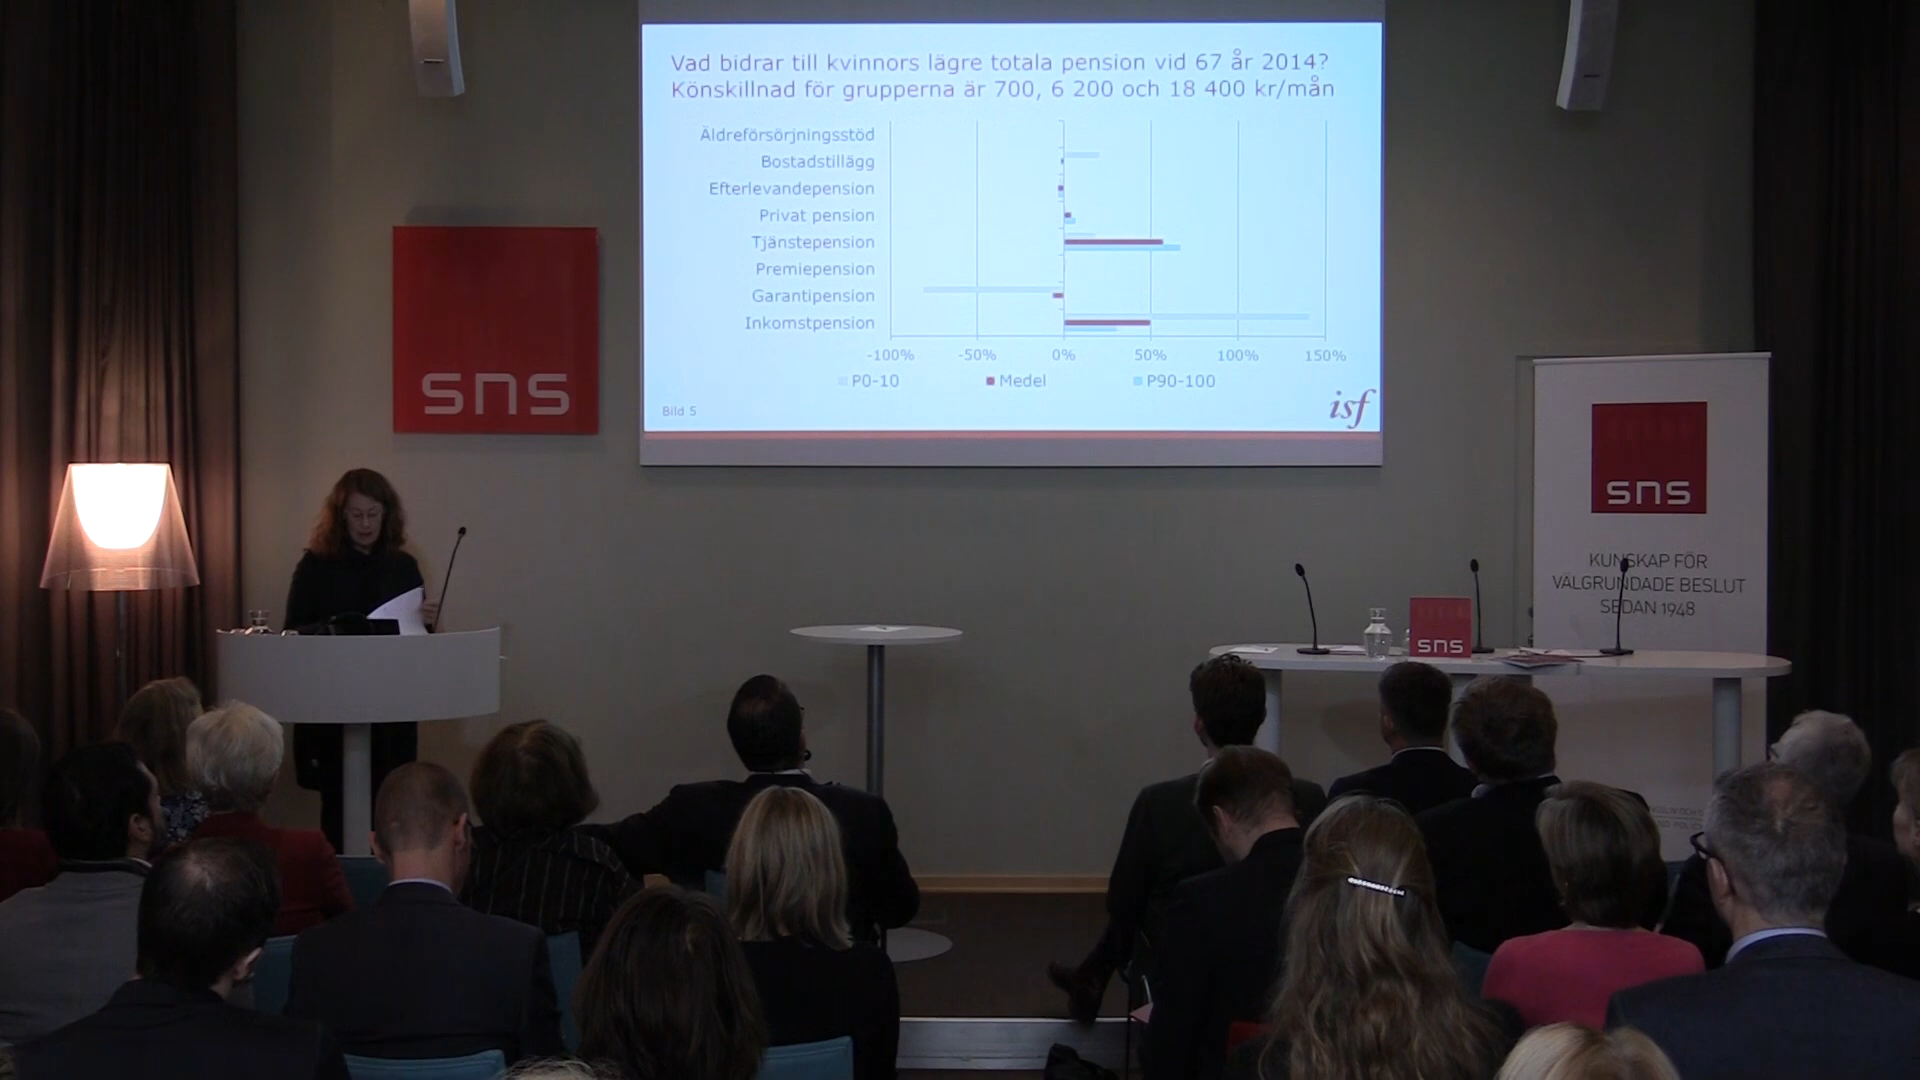 Vad bidrar till kvinnors lägre totala pension vid 67 år 2014?
Könskillnad för grupperna är 700, 6 200 och 18 400 kr/mån
Äldreförsörjningsstöd
Bostadstillägg
Efterlevandepension
Privat pension
Tjänstepension
Premiepension
Garantipension
Inkomstpension
-100% -50% 0% 50% 100% 150%
P0-10 Medel P90-100
Bild 5
isf
sns
sns
KUNSKAP FÖR
VÄLGRUNDADE BESLUT
SEDAN 1948
sns